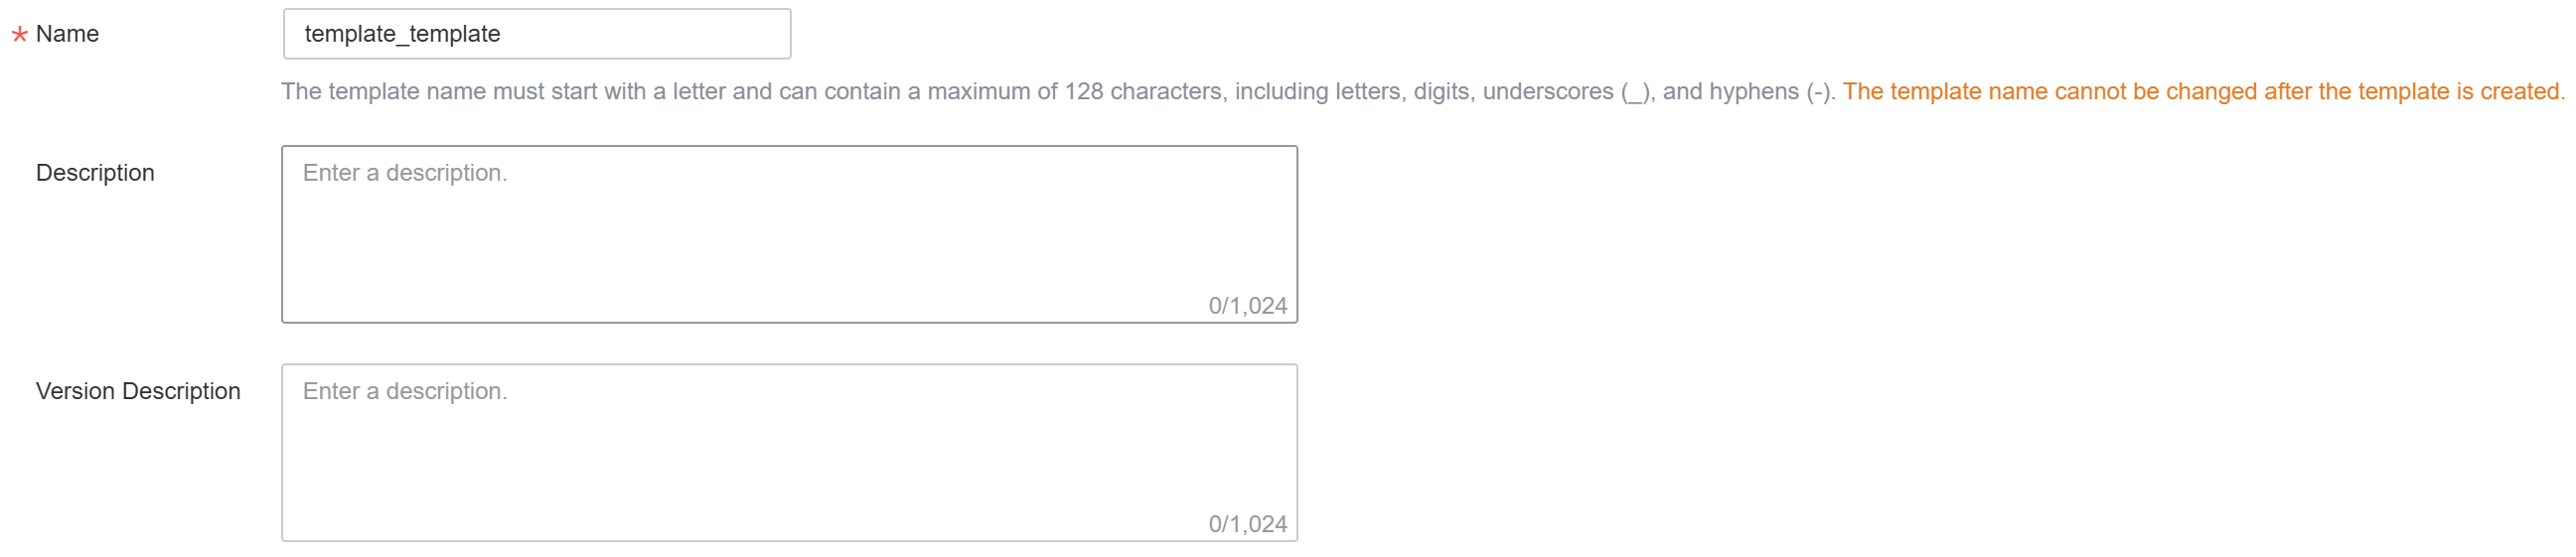 * Name
template_template
The template name must start with a letter and can contain a maximum of 128 characters, including letters, digits, underscores (_), and hyphens (-). The template name cannot be changed after the template is created.
Description
Enter a description.
0/1,024
Version Description
Enter a description.
0/1,024